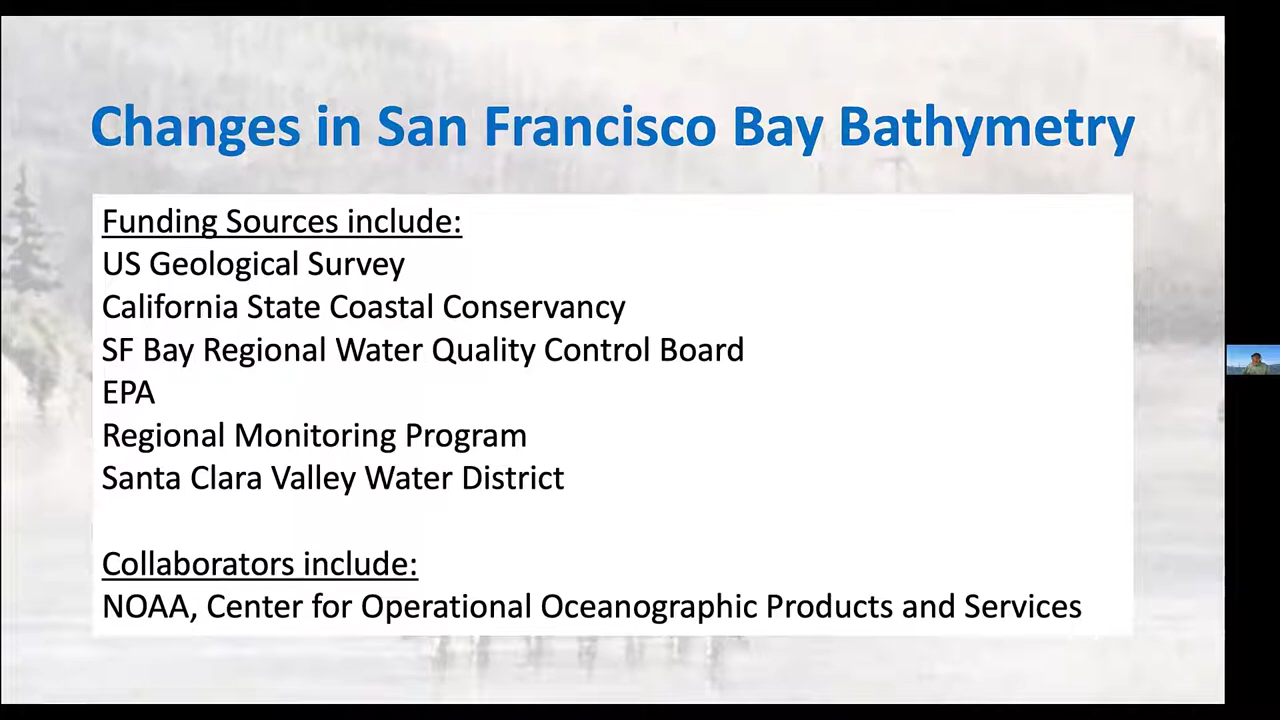 Changes in San Francisco Bay Bathymetry
Funding Sources include:
US Geological Survey
California State Coastal Conservancy
SF Bay Regional Water Quality Control Board
EPA
Regional Monitoring Program
Santa Clara Valley Water District
Collaborators include:
NOAA, Center for Operational Oceanographic Products and Services